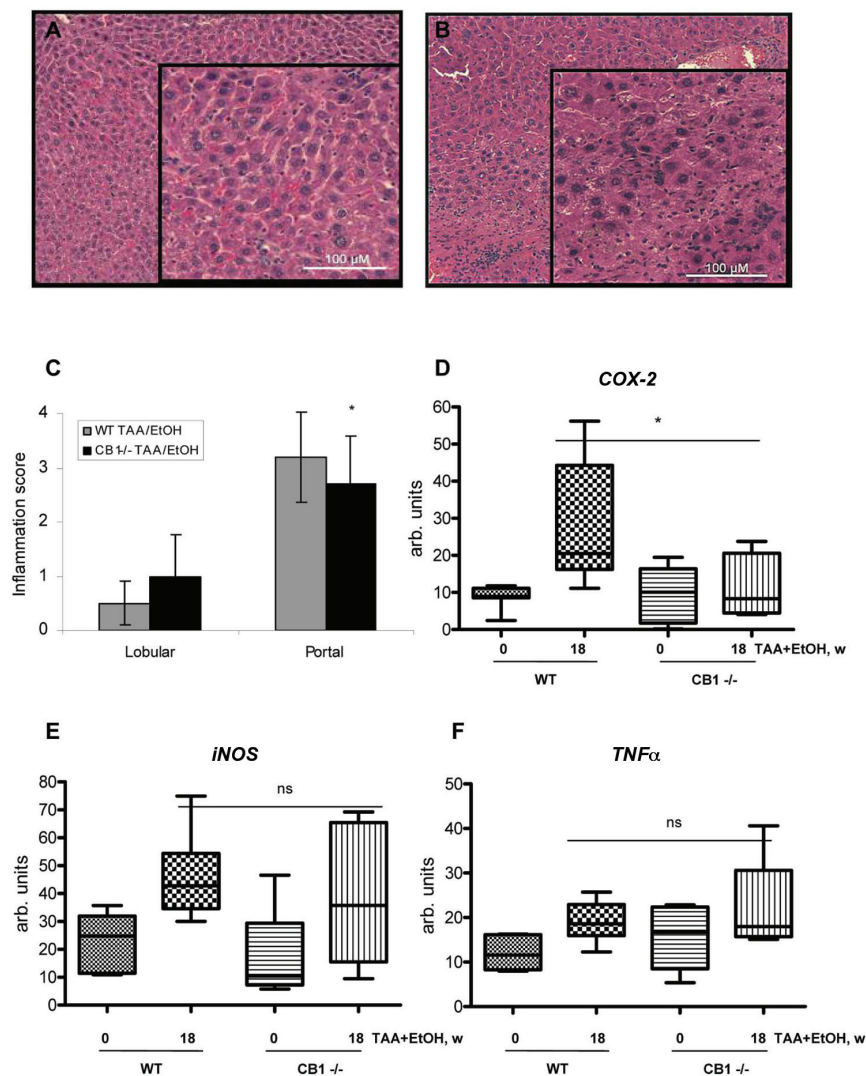 A
B
100 µM
100 µM
C
Inflammation score
4
3
2
1
0
WT TAA/EtOH
CB1-/- TAA/EtOH
*
Lobular
Portal
D
COX-2
arb. units
60
50
40
30
20
10
0
*
0 18 0 18 TAA+EtOH, w
WT CB1 -/-
E
iNOS
arb. units
80
70
60
50
40
30
20
10
0
ns
0 18 0 18 TAA+EtOH, w
WT CB1 -/-
F
TNFα
arb. units
50
40
30
20
10
0
ns
0 18 0 18 TAA+EtOH, w
WT CB1 -/-